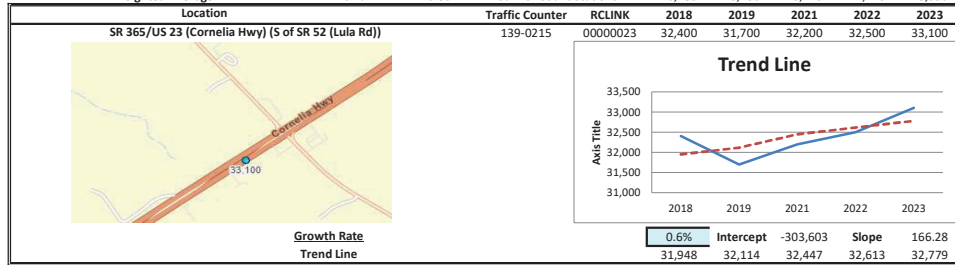 Location Traffic Counter RCLINK 2018 2019 2021 2022 2023
SR 365/US 23 (Cornelia Hwy) (S of SR 52 (Lula Rd)) 139-0215 00000023 32,400 31,700 32,200 32,500 33,100
Cornelia Hwy
33,100
Trend Line
Axis Title
33,500
33,000
32,500
32,000
31,500
31,000
2018 2019 2021 2022 2023
Growth Rate 0.6% Intercept -303,603 Slope 166.28
Trend Line 31,948 32,114 32,447 32,613 32,779